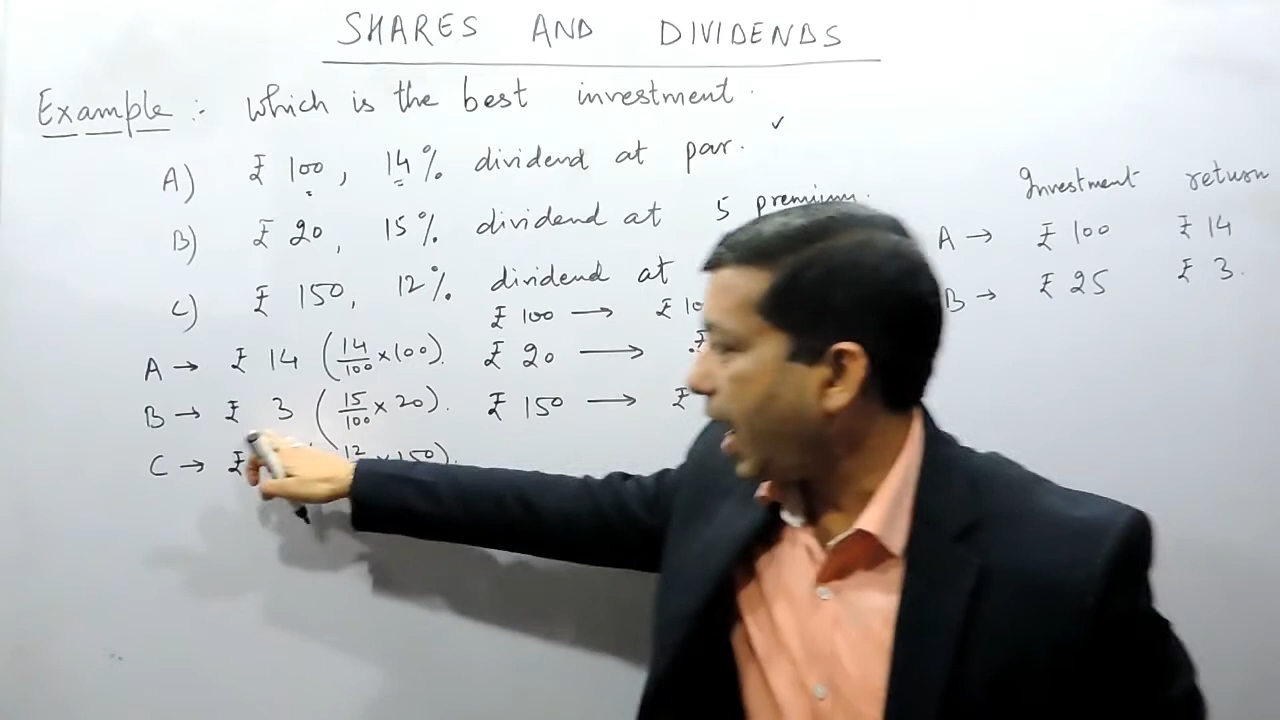 SHARES AND DIVIDENDS
Example :- which is the best investment.
A) ₹ 100, 14% dividend at par. ✓
B) ₹ 20, 15% dividend at 5 premium.
C) ₹ 150, 12% dividend at
₹ 100 → ₹ 10
A → ₹ 14 (14/100 × 100). ₹ 20 → ₹
B → ₹ 3 (15/100 × 20). ₹ 150 → ₹
C → ₹ 12 × 150).
Investment return
A → ₹ 100 ₹ 14
B → ₹ 25 ₹ 3.